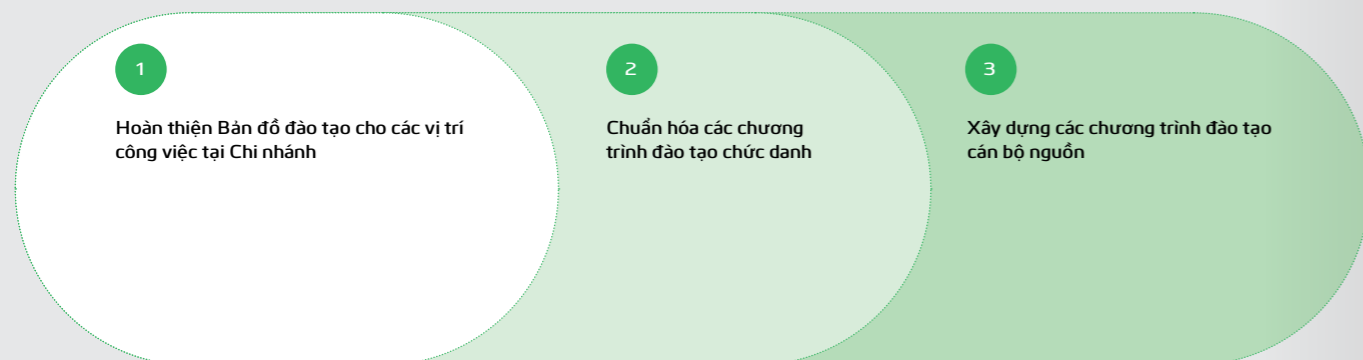 1
Hoàn thiện Bản đồ đào tạo cho các vị trí
công việc tại Chi nhánh
2
Chuẩn hóa các chương
trình đào tạo chức danh
3
Xây dựng các chương trình đào tạo
cán bộ nguồn